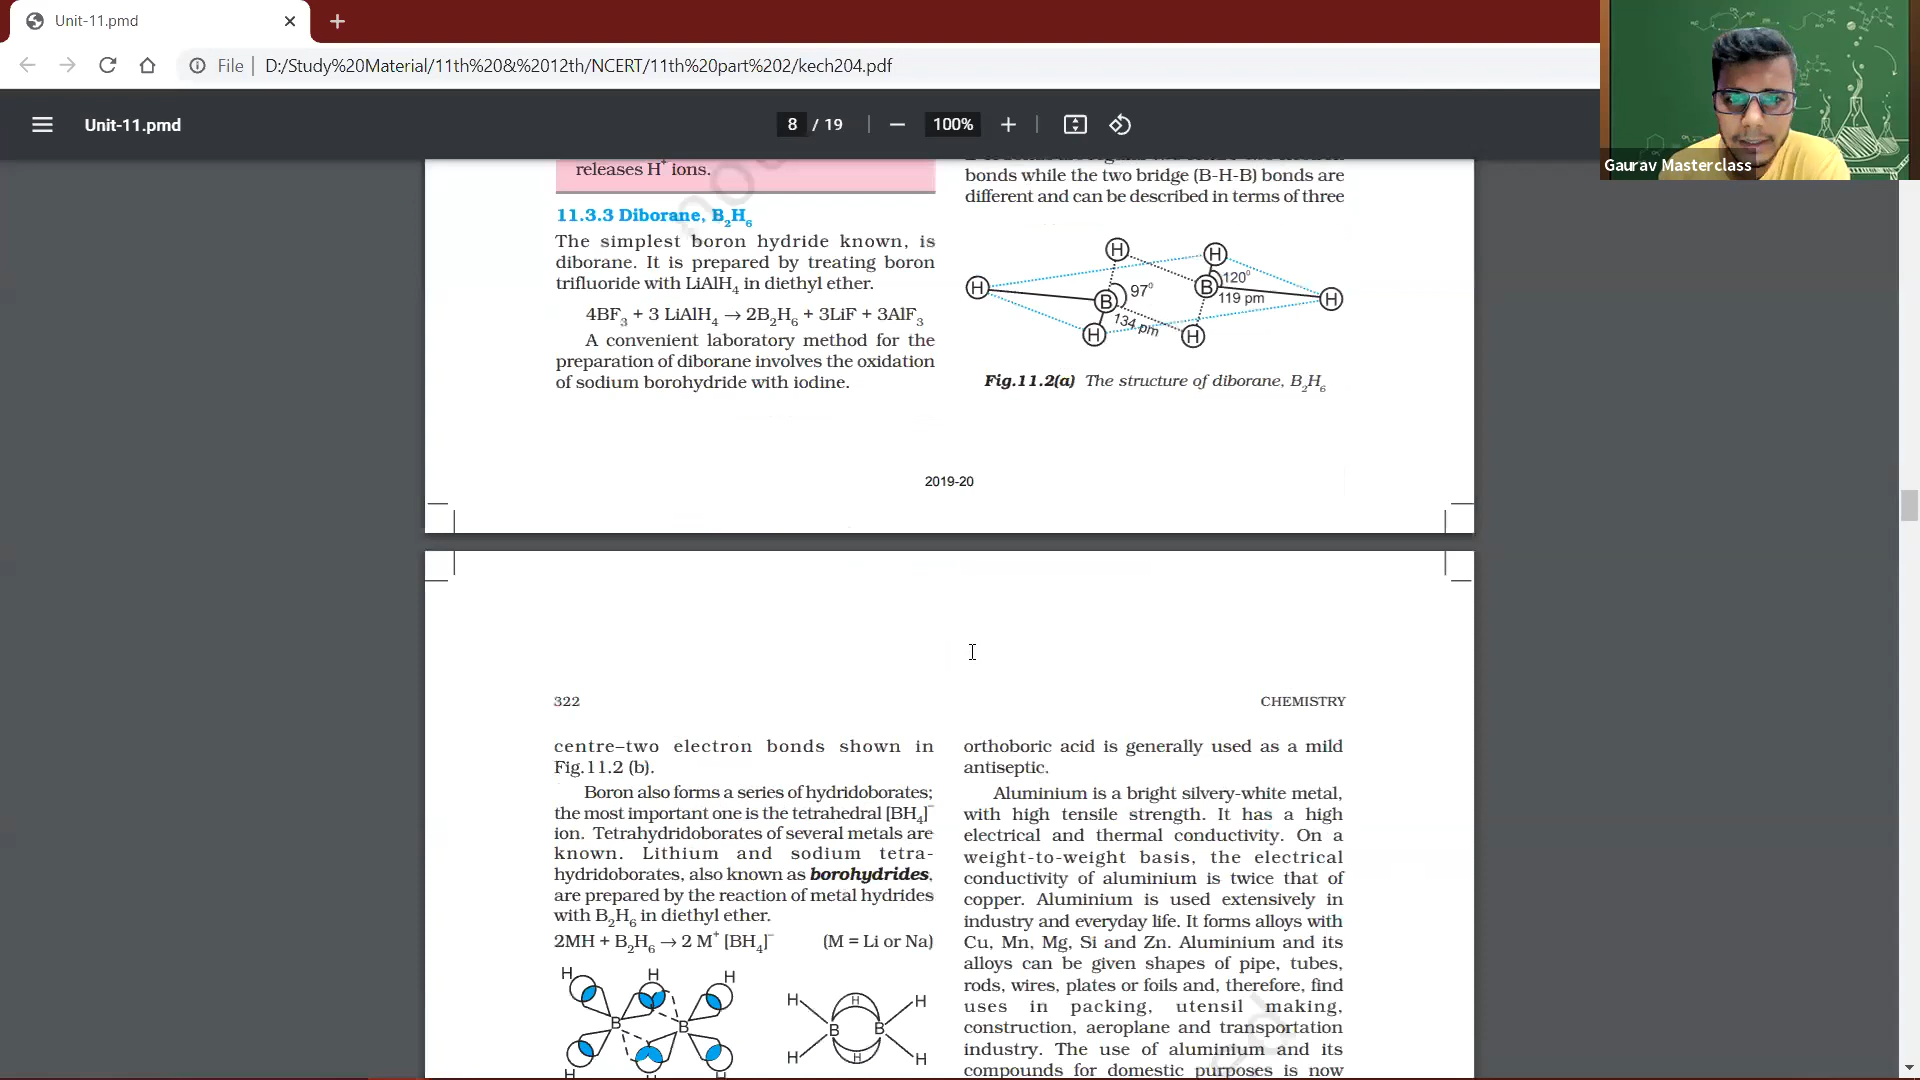 Unit-11.pmd
File
D:/Study%20Material/11th%20&%2012th/NCERT/11th%20part%202/kech204.pdf
Unit-11.pmd
8 / 19
100%
Gaurav Masterclass
releases H⁺ ions.
11.3.3 Diborane, B₂H₆
The simplest boron hydride known, is
diborane. It is prepared by treating boron
trifluoride with LiAlH₄ in diethyl ether.
4BF₃ + 3 LiAlH₄ → 2B₂H₆ + 3LiF + 3AlF₃
A convenient laboratory method for the
preparation of diborane involves the oxidation
of sodium borohydride with iodine.
bonds while the two bridge (B-H-B) bonds are
different and can be described in terms of three
H
H
H
B
97⁰
134 pm
B
120⁰
119 pm
H
H
H
Fig.11.2(a) The structure of diborane, B₂H₆
2019-20
322
CHEMISTRY
centre–two electron bonds shown in
Fig.11.2 (b).
Boron also forms a series of hydridoborates;
the most important one is the tetrahedral [BH₄]⁻
ion. Tetrahydridoborates of several metals are
known. Lithium and sodium tetra-
hydridoborates, also known as borohydrides,
are prepared by the reaction of metal hydrides
with B₂H₆ in diethyl ether.
2MH + B₂H₆ → 2 M⁺ [BH₄]⁻ (M = Li or Na)
H
H
H
B
B
H
H
H
H
H
B
B
H
H
H
orthoboric acid is generally used as a mild
antiseptic.
Aluminium is a bright silvery-white metal,
with high tensile strength. It has a high
electrical and thermal conductivity. On a
weight-to-weight basis, the electrical
conductivity of aluminium is twice that of
copper. Aluminium is used extensively in
industry and everyday life. It forms alloys with
Cu, Mn, Mg, Si and Zn. Aluminium and its
alloys can be given shapes of pipe, tubes,
rods, wires, plates or foils and, therefore, find
uses in packing, utensil making,
construction, aeroplane and transportation
industry. The use of aluminium and its
compounds for domestic purposes is now